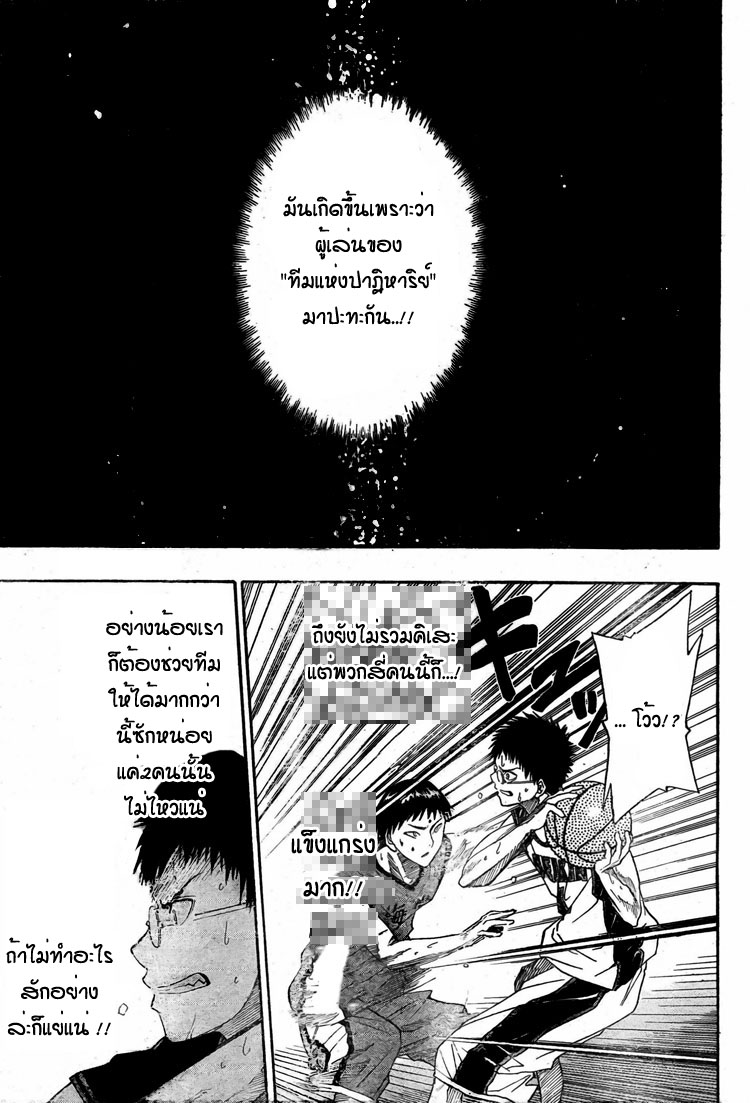 มันเกิดขึ้นเพราะว่า
ผู้เล่นของ
"ทีมแห่งปาฏิหาริย์"
มาปะทะกัน..!!
... โว้ว!?
ถึงยังไม่รวมคิเสะ
แต่พวกสี่คนนี้ก็...!
แข็งแกร่ง
มาก!!
キュッ
อย่างน้อยเรา
ก็ต้องช่วยทีม
ให้ได้มากกว่า
นี้ซักหน่อย
แค่2คนนั้น
ไม่ไหวแน่
ถ้าไม่ทำอะไร
สักอย่าง
ล่ะก็แย่แน่ !!